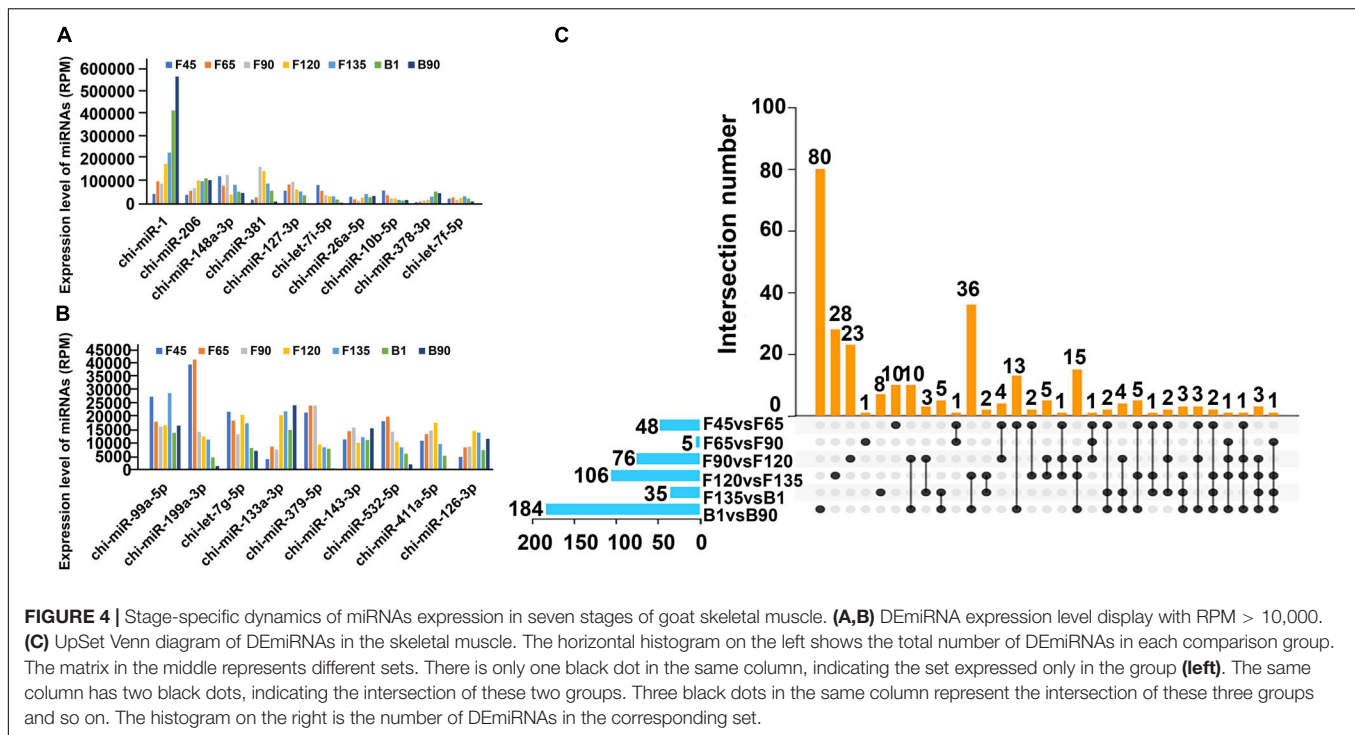 A
Expression level of miRNAs (RPM)
600000
500000
400000
300000
200000
100000
0
F45 F65 F90 F120 F135 B1 B90
chi-miR-1
chi-miR-206
chi-miR-148a-3p
chi-miR-381
chi-miR-127-3p
chi-let-7i-5p
chi-miR-26a-5p
chi-miR-10b-5p
chi-miR-378-3p
chi-let-7f-5p
B
Expression level of miRNAs (RPM)
45000
40000
35000
30000
25000
20000
15000
10000
5000
0
F45 F65 F90 F120 F135 B1 B90
chi-miR-99a-5p
chi-miR-199a-3p
chi-let-7g-5p
chi-miR-133a-3p
chi-miR-379-5p
chi-miR-143-3p
chi-miR-532-5p
chi-miR-411a-5p
chi-miR-126-3p
C
Intersection number
100
80
60
40
20
0
80 28 23 1 8 10 10 3 5 1 36 2 4 13 2 5 1 15 1 2 4 5 1 2 3 3 2 1 1 3 1
48 F45vsF65
5 F65vsF90
76 F90vsF120
106 F120vsF135
35 F135vsB1
184 B1vsB90
200 150 100 50 0
FIGURE 4 | Stage-specific dynamics of miRNAs expression in seven stages of goat skeletal muscle. (A,B) DEmiRNA expression level display with RPM > 10,000.
(C) UpSet Venn diagram of DEmiRNAs in the skeletal muscle. The horizontal histogram on the left shows the total number of DEmiRNAs in each comparison group.
The matrix in the middle represents different sets. There is only one black dot in the same column, indicating the set expressed only in the group (left). The same
column has two black dots, indicating the intersection of these two groups. Three black dots in the same column represent the intersection of these three groups
and so on. The histogram on the right is the number of DEmiRNAs in the corresponding set.